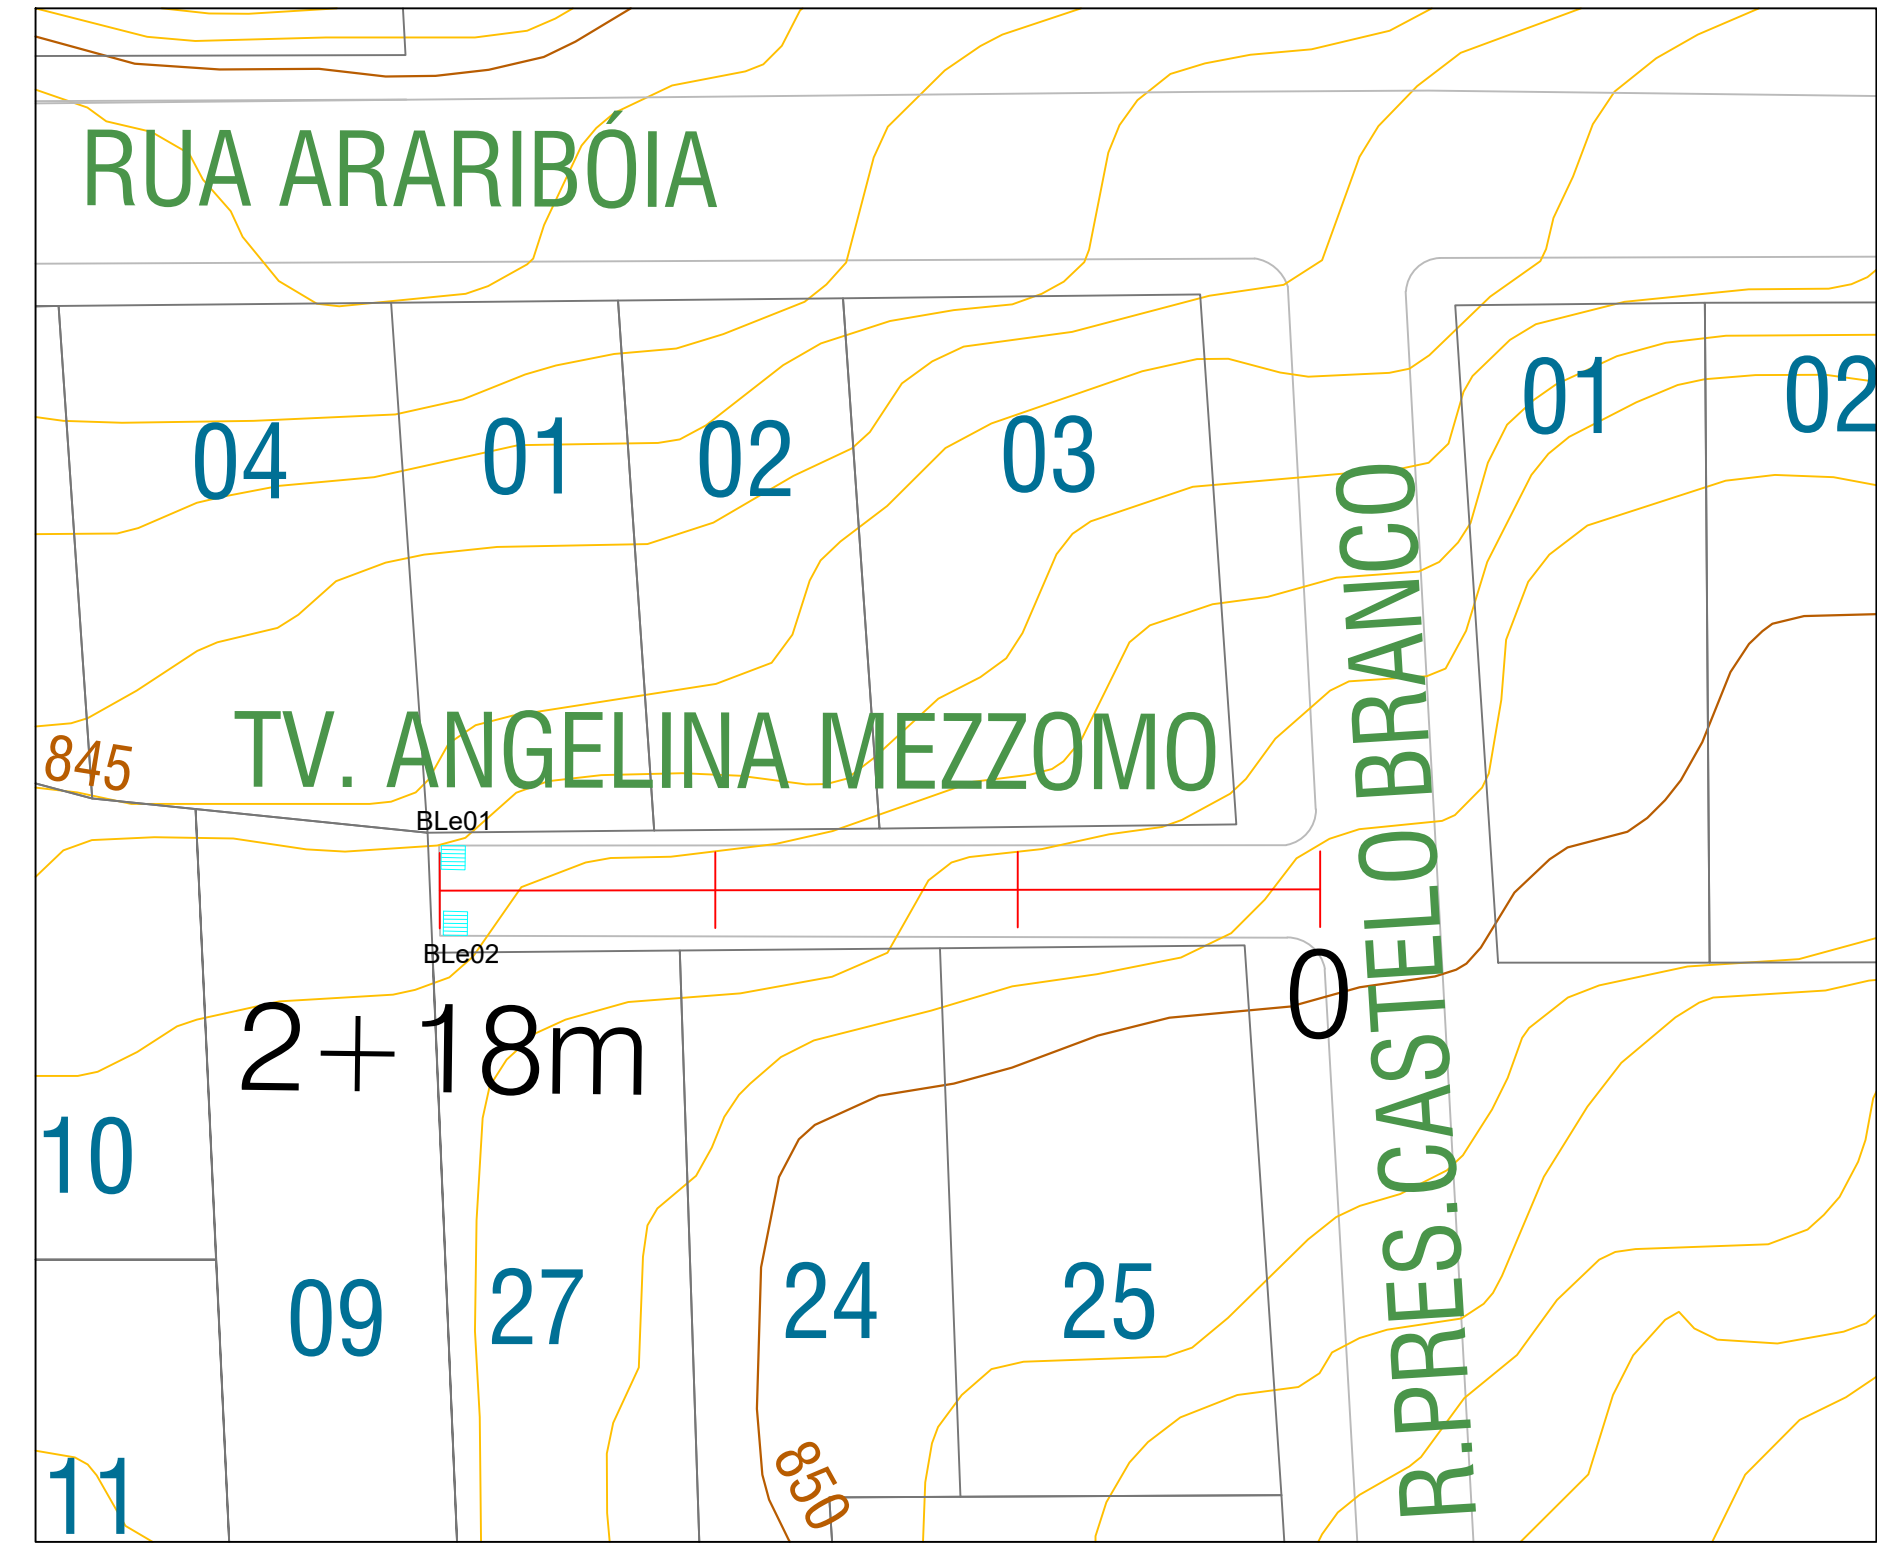 RUA ARARIBÓIA
04
01
02
03
01
02
R.PRES.CASTELO BRANCO
845
TV. ANGELINA MEZZOMO
BLe01
BLe02
0
2+18m
10
09
27
24
25
11
850